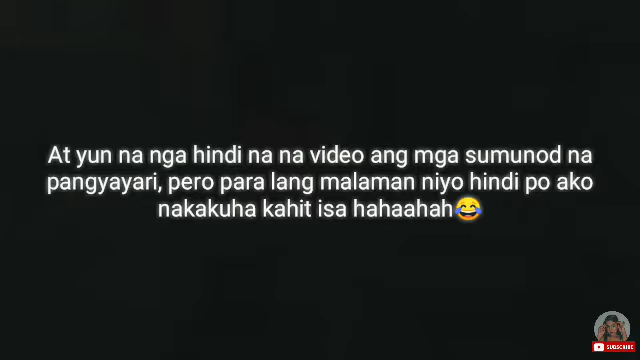 At yun na nga hindi na na video ang mga sumunod na
pangyayari, pero para lang malaman niyo hindi po ako
nakakuha kahit isa hahaahah😂
SUBSCRIBE